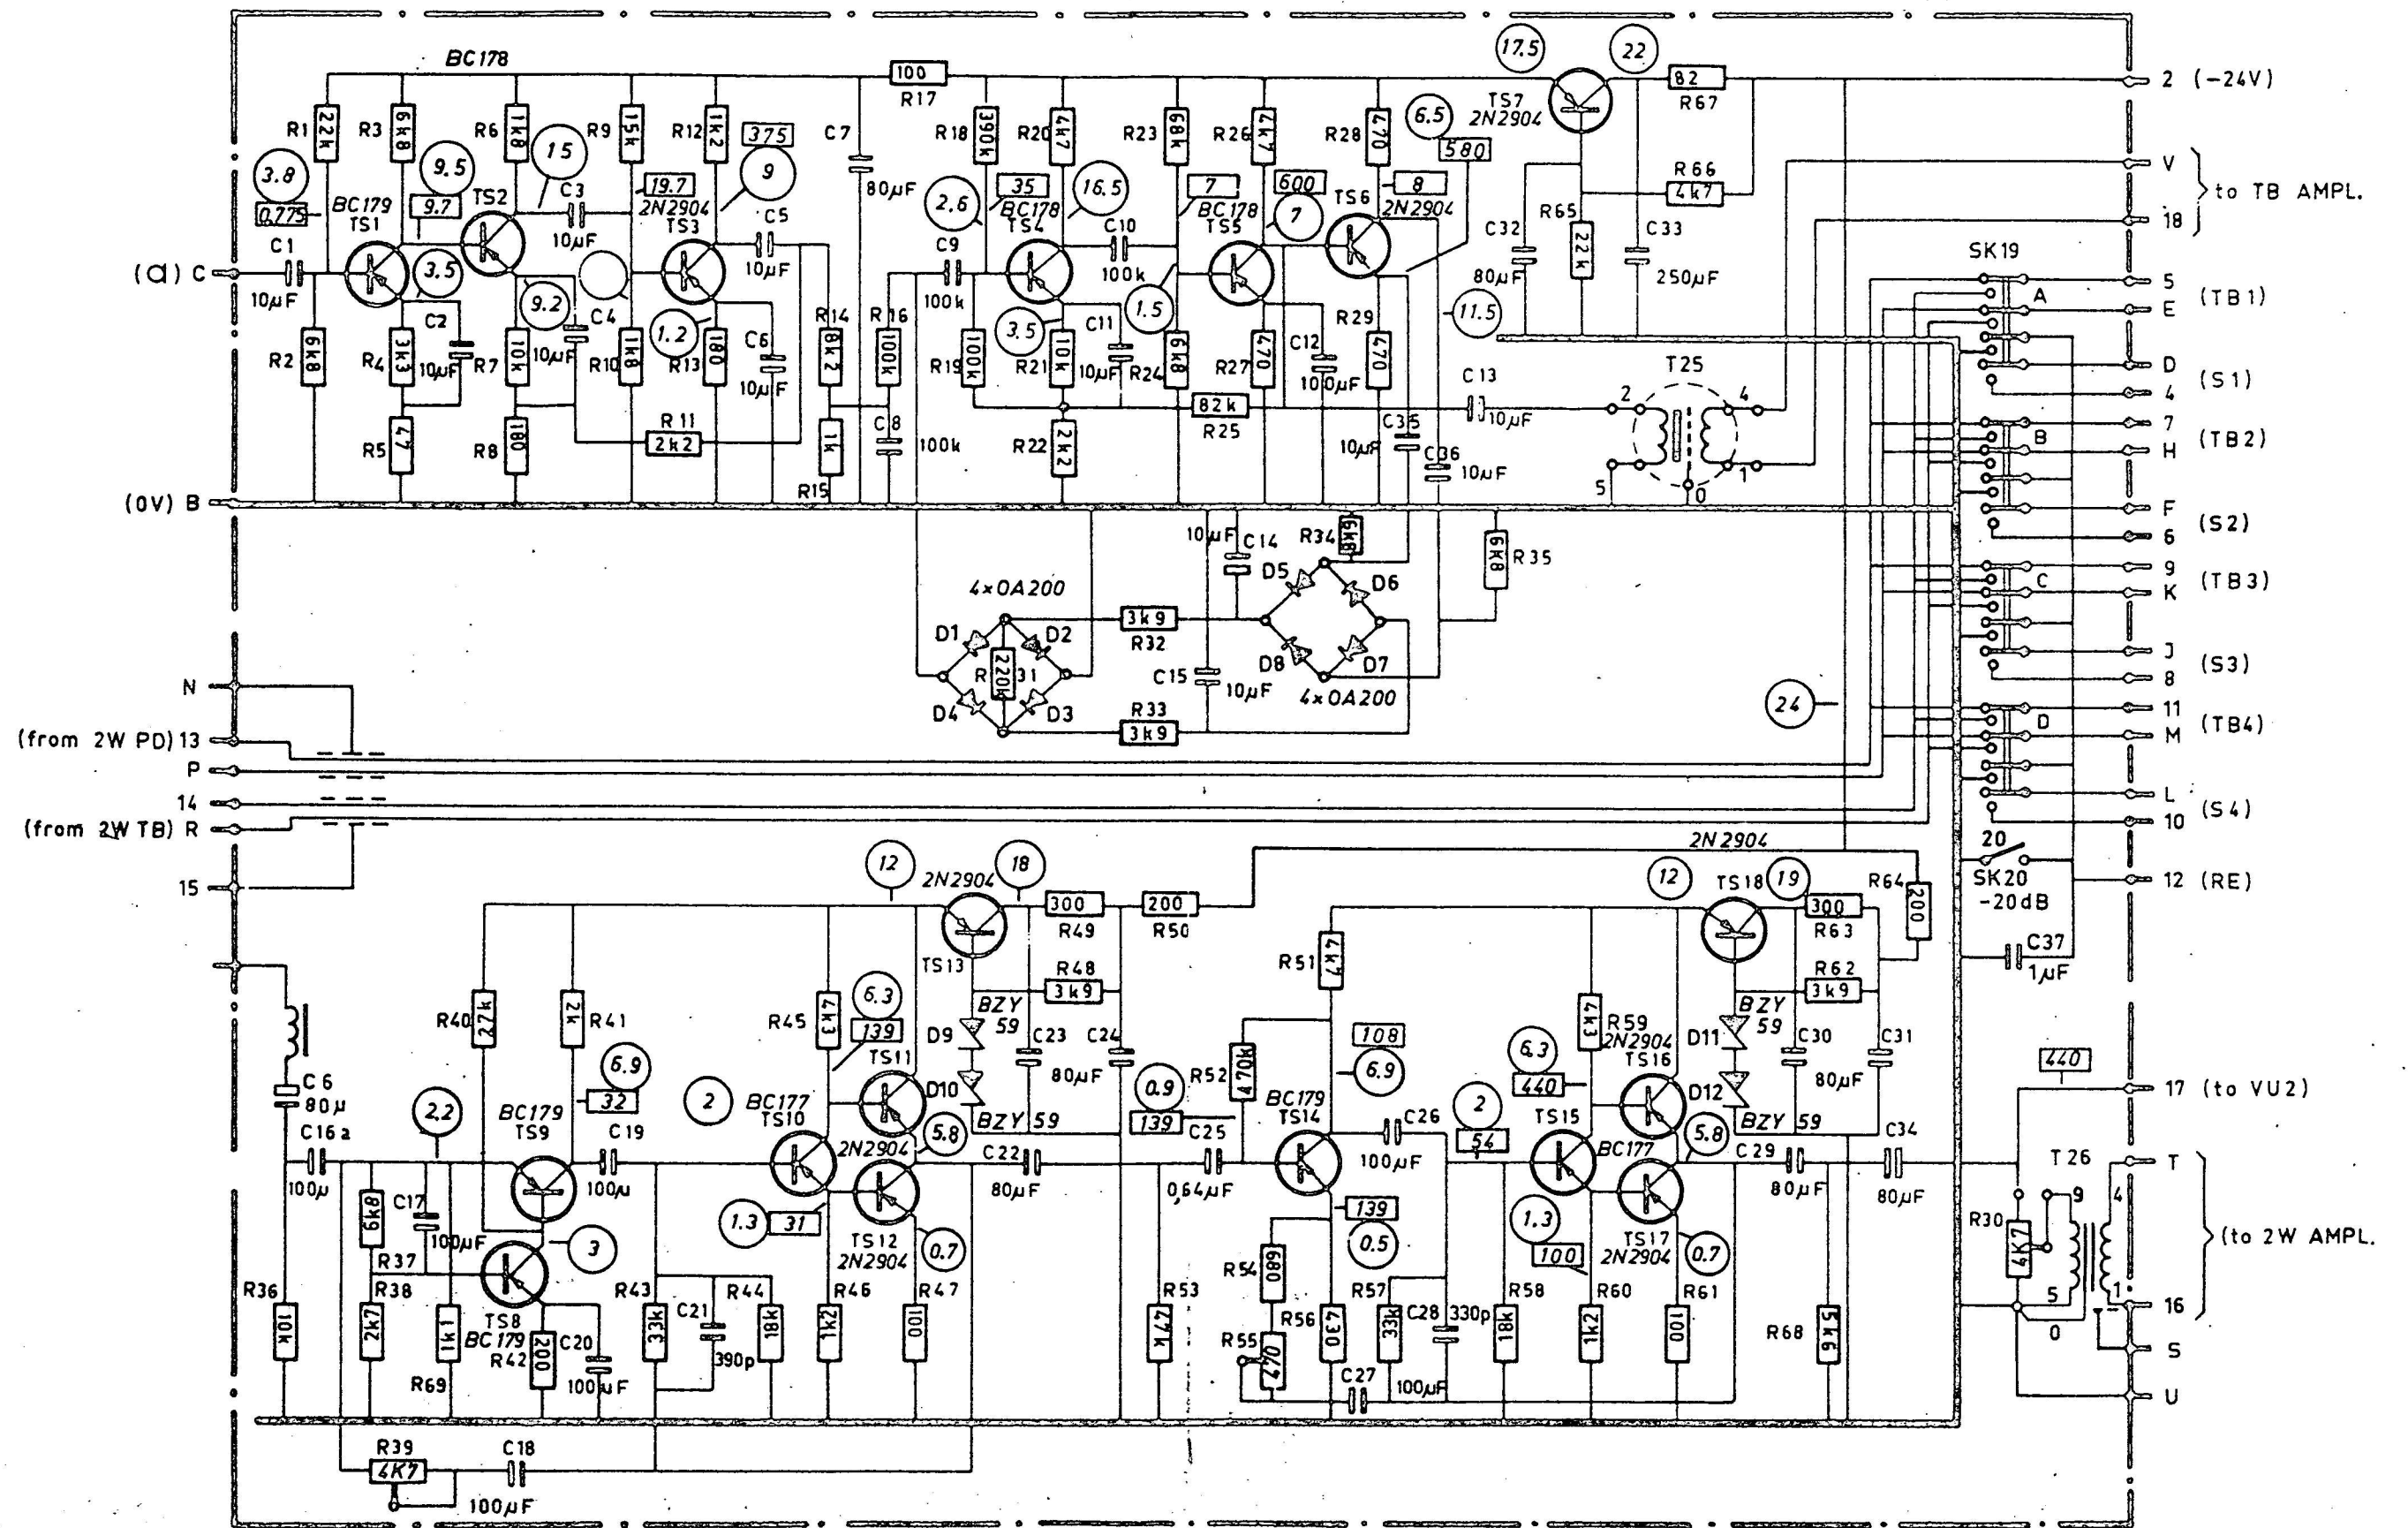 BC178
100
R17
17.5
22
82
R67
2 (-24V)
R1
22k
R3
6k8
R6
1k8
R9
15k
R12
1k2
375
9
C7
80µF
R18
390k
R20
4k7
R23
68k
R26
4k7
R28
470
6.5
580
TS7
2N2904
R66
4k7
V
to TB AMPL.
18
3.8
0,775
BC179
TS1
9.5
9.7
TS2
15
C3
10µF
19.7
2N2904
TS3
C5
10µF
2.6
35
BC178
TS4
16.5
C10
100k
7
BC178
TS5
600
7
TS6
8
2N2904
C32
80µF
R65
22k
C33
250µF
SK19
(a) C
C1
10µF
3.5
C9
100k
5
(TB1)
A
E
R2
6k8
R4
3k3
C2
10µF
R7
10k
9.2
C4
10µF
R10
1k8
1.2
R13
180
C6
10µF
R14
8k2
R16
100k
R19
100k
3.5
R21
10k
C11
10µF
1.5
R24
6k8
R27
470
C12
100µF
R29
470
11.5
D
(S1)
4
C13
10µF
T25
2
4
5
1
0
R5
47
R8
180
R11
2k2
1k
R15
C8
100k
R22
2k2
82k
R25
C35
10µF
C36
10µF
7
(TB2)
B
H
(0V) B
F
(S2)
6
10µF
C14
R34
6k8
6k8
R35
4×OA200
D5
D6
D8
D7
4×OA200
D1
D2
D4
D3
R
31
220k
3k9
R32
C15
10µF
R33
3k9
9
(TB3)
C
K
J
(S3)
8
24
11
(TB4)
D
M
L
(S4)
10
N
(from 2W PD) 13
P
14
(from 2W TB) R
15
20
SK20
-20dB
12 (RE)
C37
1µF
12
2N2904
18
300
R49
200
R50
2N2904
12
TS18
19
300
R63
R64
200
TS13
R48
3k9
R51
4k7
R62
3k9
R40
R41
2k
R45
4k3
6.3
139
TS11
D9
BZY
59
C23
80µF
C24
D10
BZY 59
0.9
139
R52
470k
108
6.9
6.3
440
4k3
R59
2N2904
TS16
D11
BZY
59
C30
80µF
C31
D12
BZY 59
440
17 (to VU2)
C6
80µ
C16a
100µ
2,2
BC179
TS9
6.9
32
C19
100µ
2
BC177
TS10
2N2904
5.8
C22
80µF
C25
0,64µF
BC179
TS14
C26
100µF
2
54
TS15
BC177
5.8
C29
80µF
C34
80µF
T26
T
9
4
R30
4K7
5
0
1
(to 2W AMPL.
16
S
U
R36
10k
6k8
R37
C17
100µF
3
TS8
BC179
R38
2k7
1k1
R69
R42
200
C20
100µF
R43
33k
C21
390p
R44
18k
1.3
31
TS12
2N2904
0.7
R46
1k2
R47
100
R53
47k
139
0.5
R54
680
R55
470
R56
430
R57
33k
C27
100µF
C28
330p
R58
18k
1.3
100
TS17
2N2904
0.7
R60
1k2
R61
100
R68
5k6
R39
4K7
C18
100µF